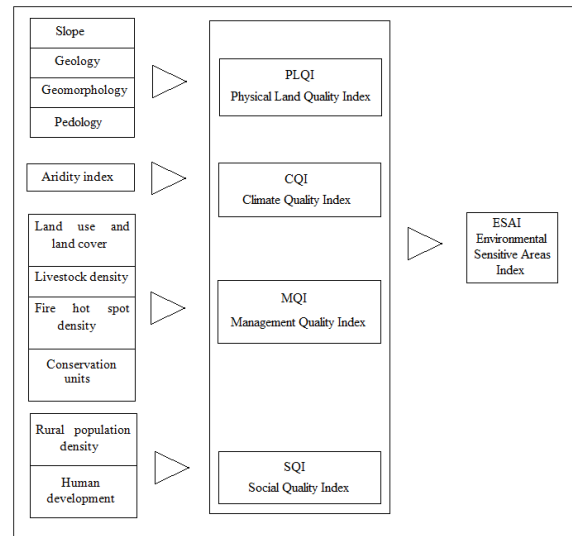 Slope
Geology
Geomorphology
Pedology
PLQI
Physical Land Quality Index
Aridity index
CQI
Climate Quality Index
Land use and
land cover
Livestock density
Fire hot spot
density
Conservation
units
MQI
Management Quality Index
Rural population
density
Human
development
SQI
Social Quality Index
ESAI
Environmental
Sensitive Areas
Index